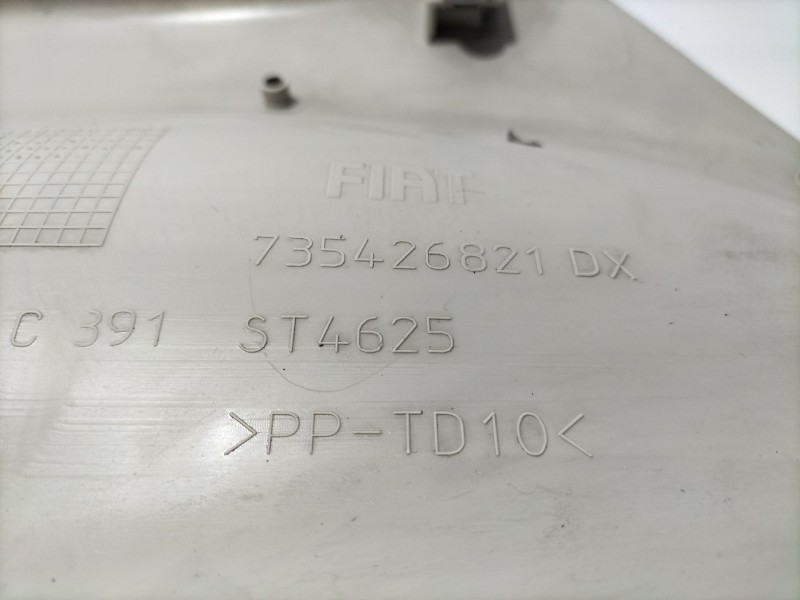 FIAT
735426821 DX
C 391 ST4625
>PP-TD10<